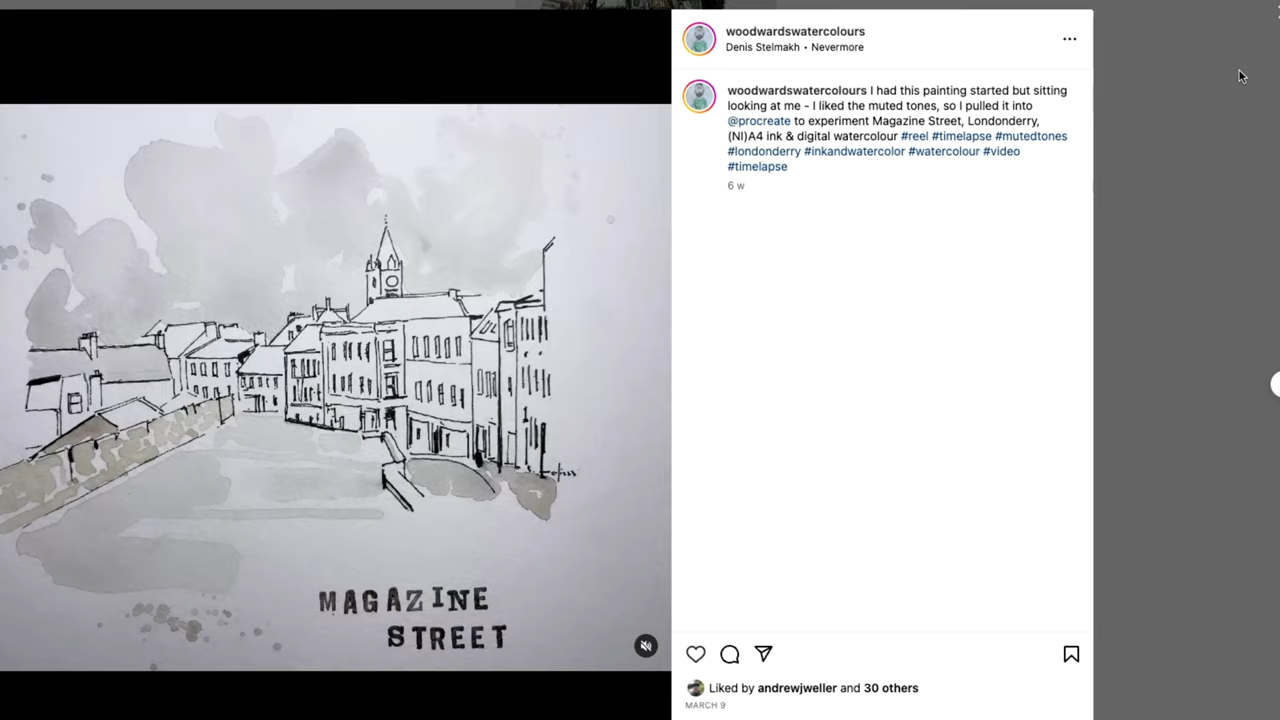 woodwardswatercolours
Denis Stelmakh • Nevermore
woodwardswatercolours I had this painting started but sitting
looking at me - I liked the muted tones, so I pulled it into
@procreate to experiment Magazine Street, Londonderry,
(NI)A4 ink & digital watercolour #reel #timelapse #mutedtones
#londonderry #inkandwatercolor #watercolour #video
#timelapse
6 w
MAGAZINE
STREET
Liked by andrewjweller and 30 others
MARCH 9